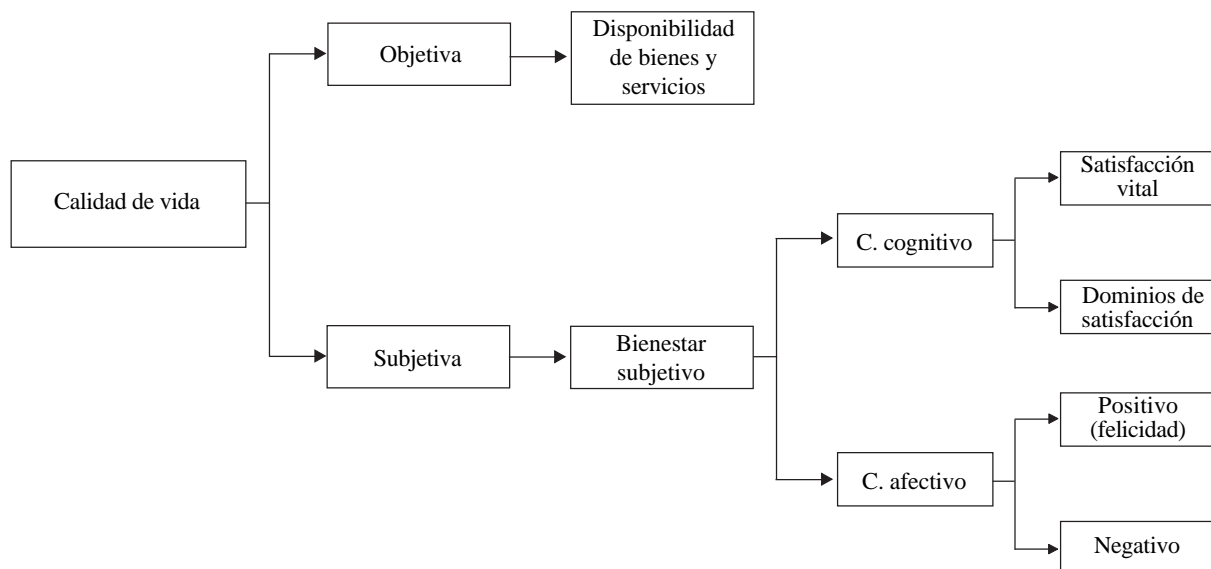 Objetiva
Disponibilidad
de bienes y
servicios
Calidad de vida
Subjetiva
Bienestar
subjetivo
C. cognitivo
Satisfacción
vital
Dominios de
satisfacción
C. afectivo
Positivo
(felicidad)
Negativo